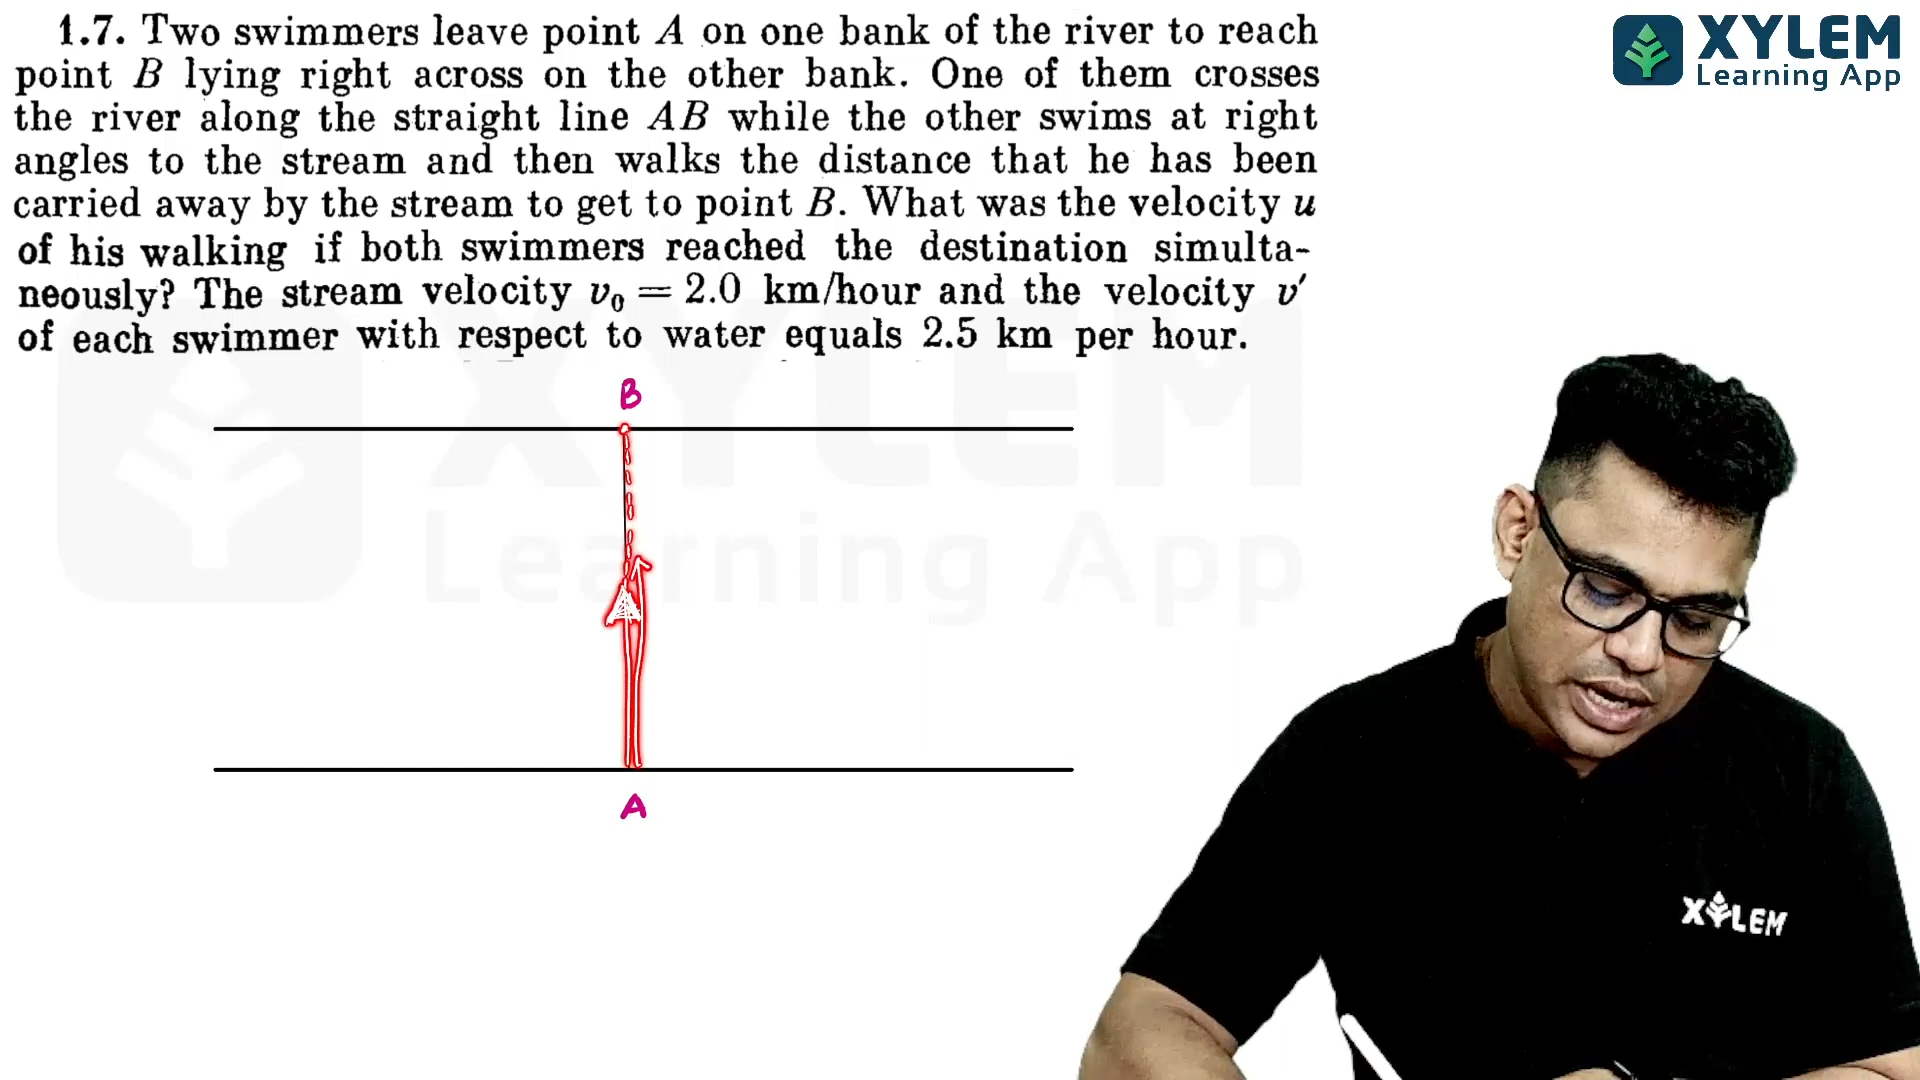 1.7. Two swimmers leave point A on one bank of the river to reach
point B lying right across on the other bank. One of them crosses
the river along the straight line AB while the other swims at right
angles to the stream and then walks the distance that he has been
carried away by the stream to get to point B. What was the velocity u
of his walking if both swimmers reached the destination simulta-
neously? The stream velocity v₀ = 2.0 km/hour and the velocity v′
of each swimmer with respect to water equals 2.5 km per hour.
XYLEM
Learning App
XYLEM
Learning App
B
A
XYLEM